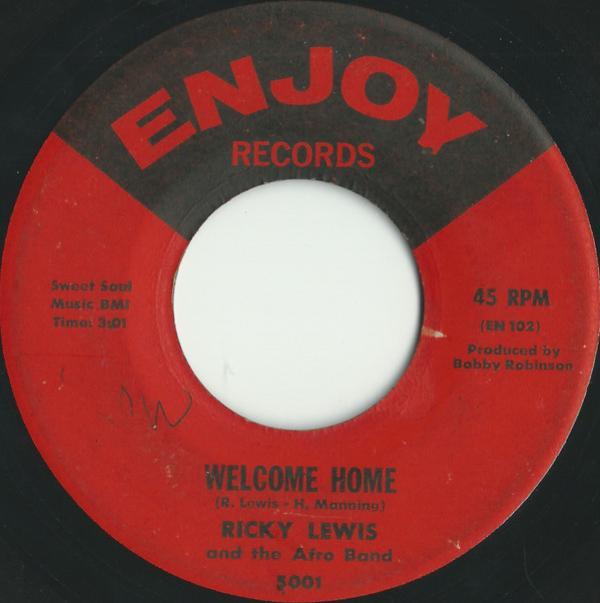 ENJOY
RECORDS
Sweet Soul
Music BMI
Time: 3:01
45 RPM
(EN 102)
Produced by
Bobby Robinson
WELCOME HOME
(R. Lewis - H. Manning)
RICKY LEWIS
and the Afro Band
5001